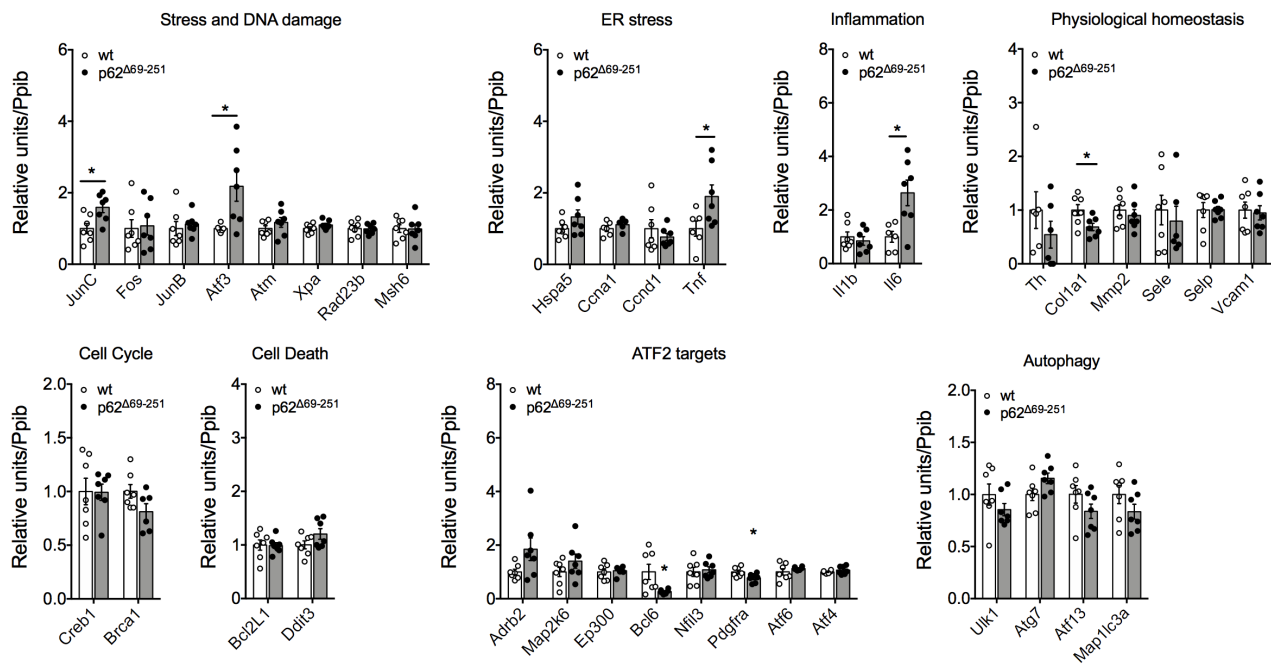 Stress and DNA damage
Relative units/Ppib
6
4
2
0
wt
p62Δ69-251
*
*
JunC
Fos
JunB
Atf3
Atm
Xpa
Rad23b
Msh6
ER stress
Relative units/Ppib
6
4
2
0
wt
p62Δ69-251
*
Hspa5
Ccna1
Ccnd1
Tnf
Inflammation
Relative units/Ppib
8
6
4
2
0
wt
p62Δ69-251
*
Il1b
Il6
Physiological homeostasis
Relative units/Ppib
4
3
2
1
0
wt
p62Δ69-251
*
Th
Col1a1
Mmp2
Sele
Selp
Vcam1
Cell Cycle
Relative units/Ppib
2.0
1.5
1.0
0.5
0.0
wt
p62Δ69-251
Creb1
Brca1
Cell Death
Relative units/Ppib
4
3
2
1
0
wt
p62Δ69-251
Bcl2L1
Ddit3
ATF2 targets
Relative units/Ppib
8
6
4
2
0
wt
p62Δ69-251
*
*
Adrb2
Map2k6
Ep300
Bcl6
Nfil3
Pdgfra
Atf6
Atf4
Autophagy
Relative units/Ppib
2.0
1.5
1.0
0.5
0.0
wt
p62Δ69-251
Ulk1
Atg7
Atf13
Map1lc3a